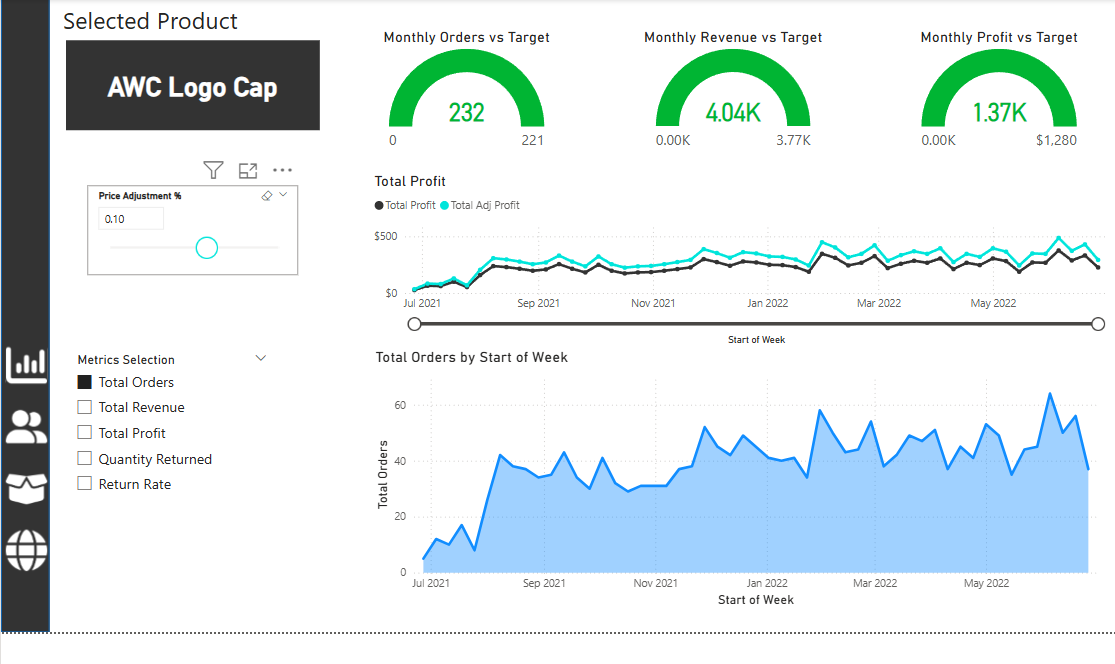 Selected Product
AWC Logo Cap
Monthly Orders vs Target
232
0
221
Monthly Revenue vs Target
4.04K
0.00K
3.77K
Monthly Profit vs Target
1.37K
0.00K
$1,280
Price Adjustment %
0.10
Total Profit
Total Profit Total Adj Profit
$500
$0
Jul 2021 Sep 2021 Nov 2021 Jan 2022 Mar 2022 May 2022
Start of Week
Metrics Selection
Total Orders
Total Revenue
Total Profit
Quantity Returned
Return Rate
Total Orders by Start of Week
Total Orders
60
40
20
0
Jul 2021 Sep 2021 Nov 2021 Jan 2022 Mar 2022 May 2022
Start of Week